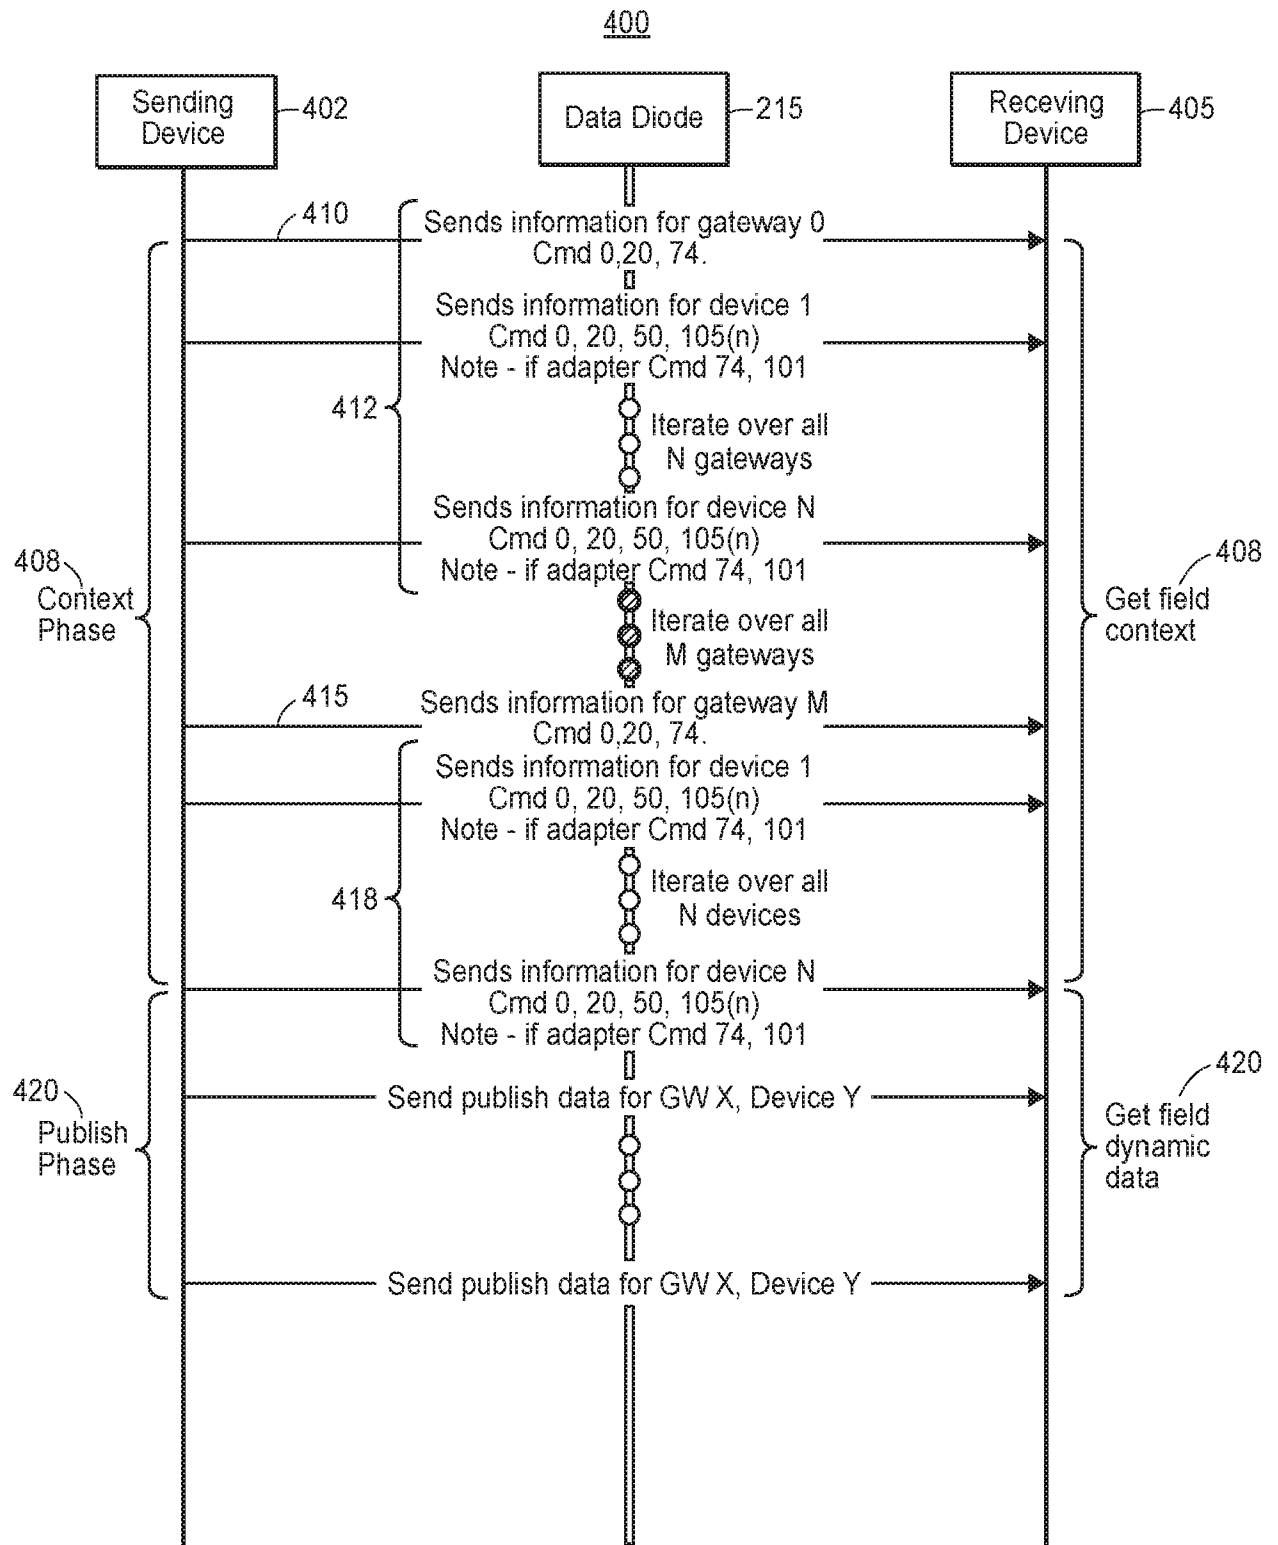 400
Sending
Device
402
Data Diode
215
Receving
Device
405
410
Sends information for gateway 0
Cmd 0,20, 74.
Sends information for device 1
Cmd 0, 20, 50, 105(n)
Note - if adapter Cmd 74, 101
412
Iterate over all
N gateways
Sends information for device N
Cmd 0, 20, 50, 105(n)
Note - if adapter Cmd 74, 101
408
Context
Phase
408
Get field
context
Iterate over all
M gateways
415
Sends information for gateway M
Cmd 0,20, 74.
Sends information for device 1
Cmd 0, 20, 50, 105(n)
Note - if adapter Cmd 74, 101
418
Iterate over all
N devices
Sends information for device N
Cmd 0, 20, 50, 105(n)
Note - if adapter Cmd 74, 101
420
Publish
Phase
Send publish data for GW X, Device Y
420
Get field
dynamic
data
Send publish data for GW X, Device Y